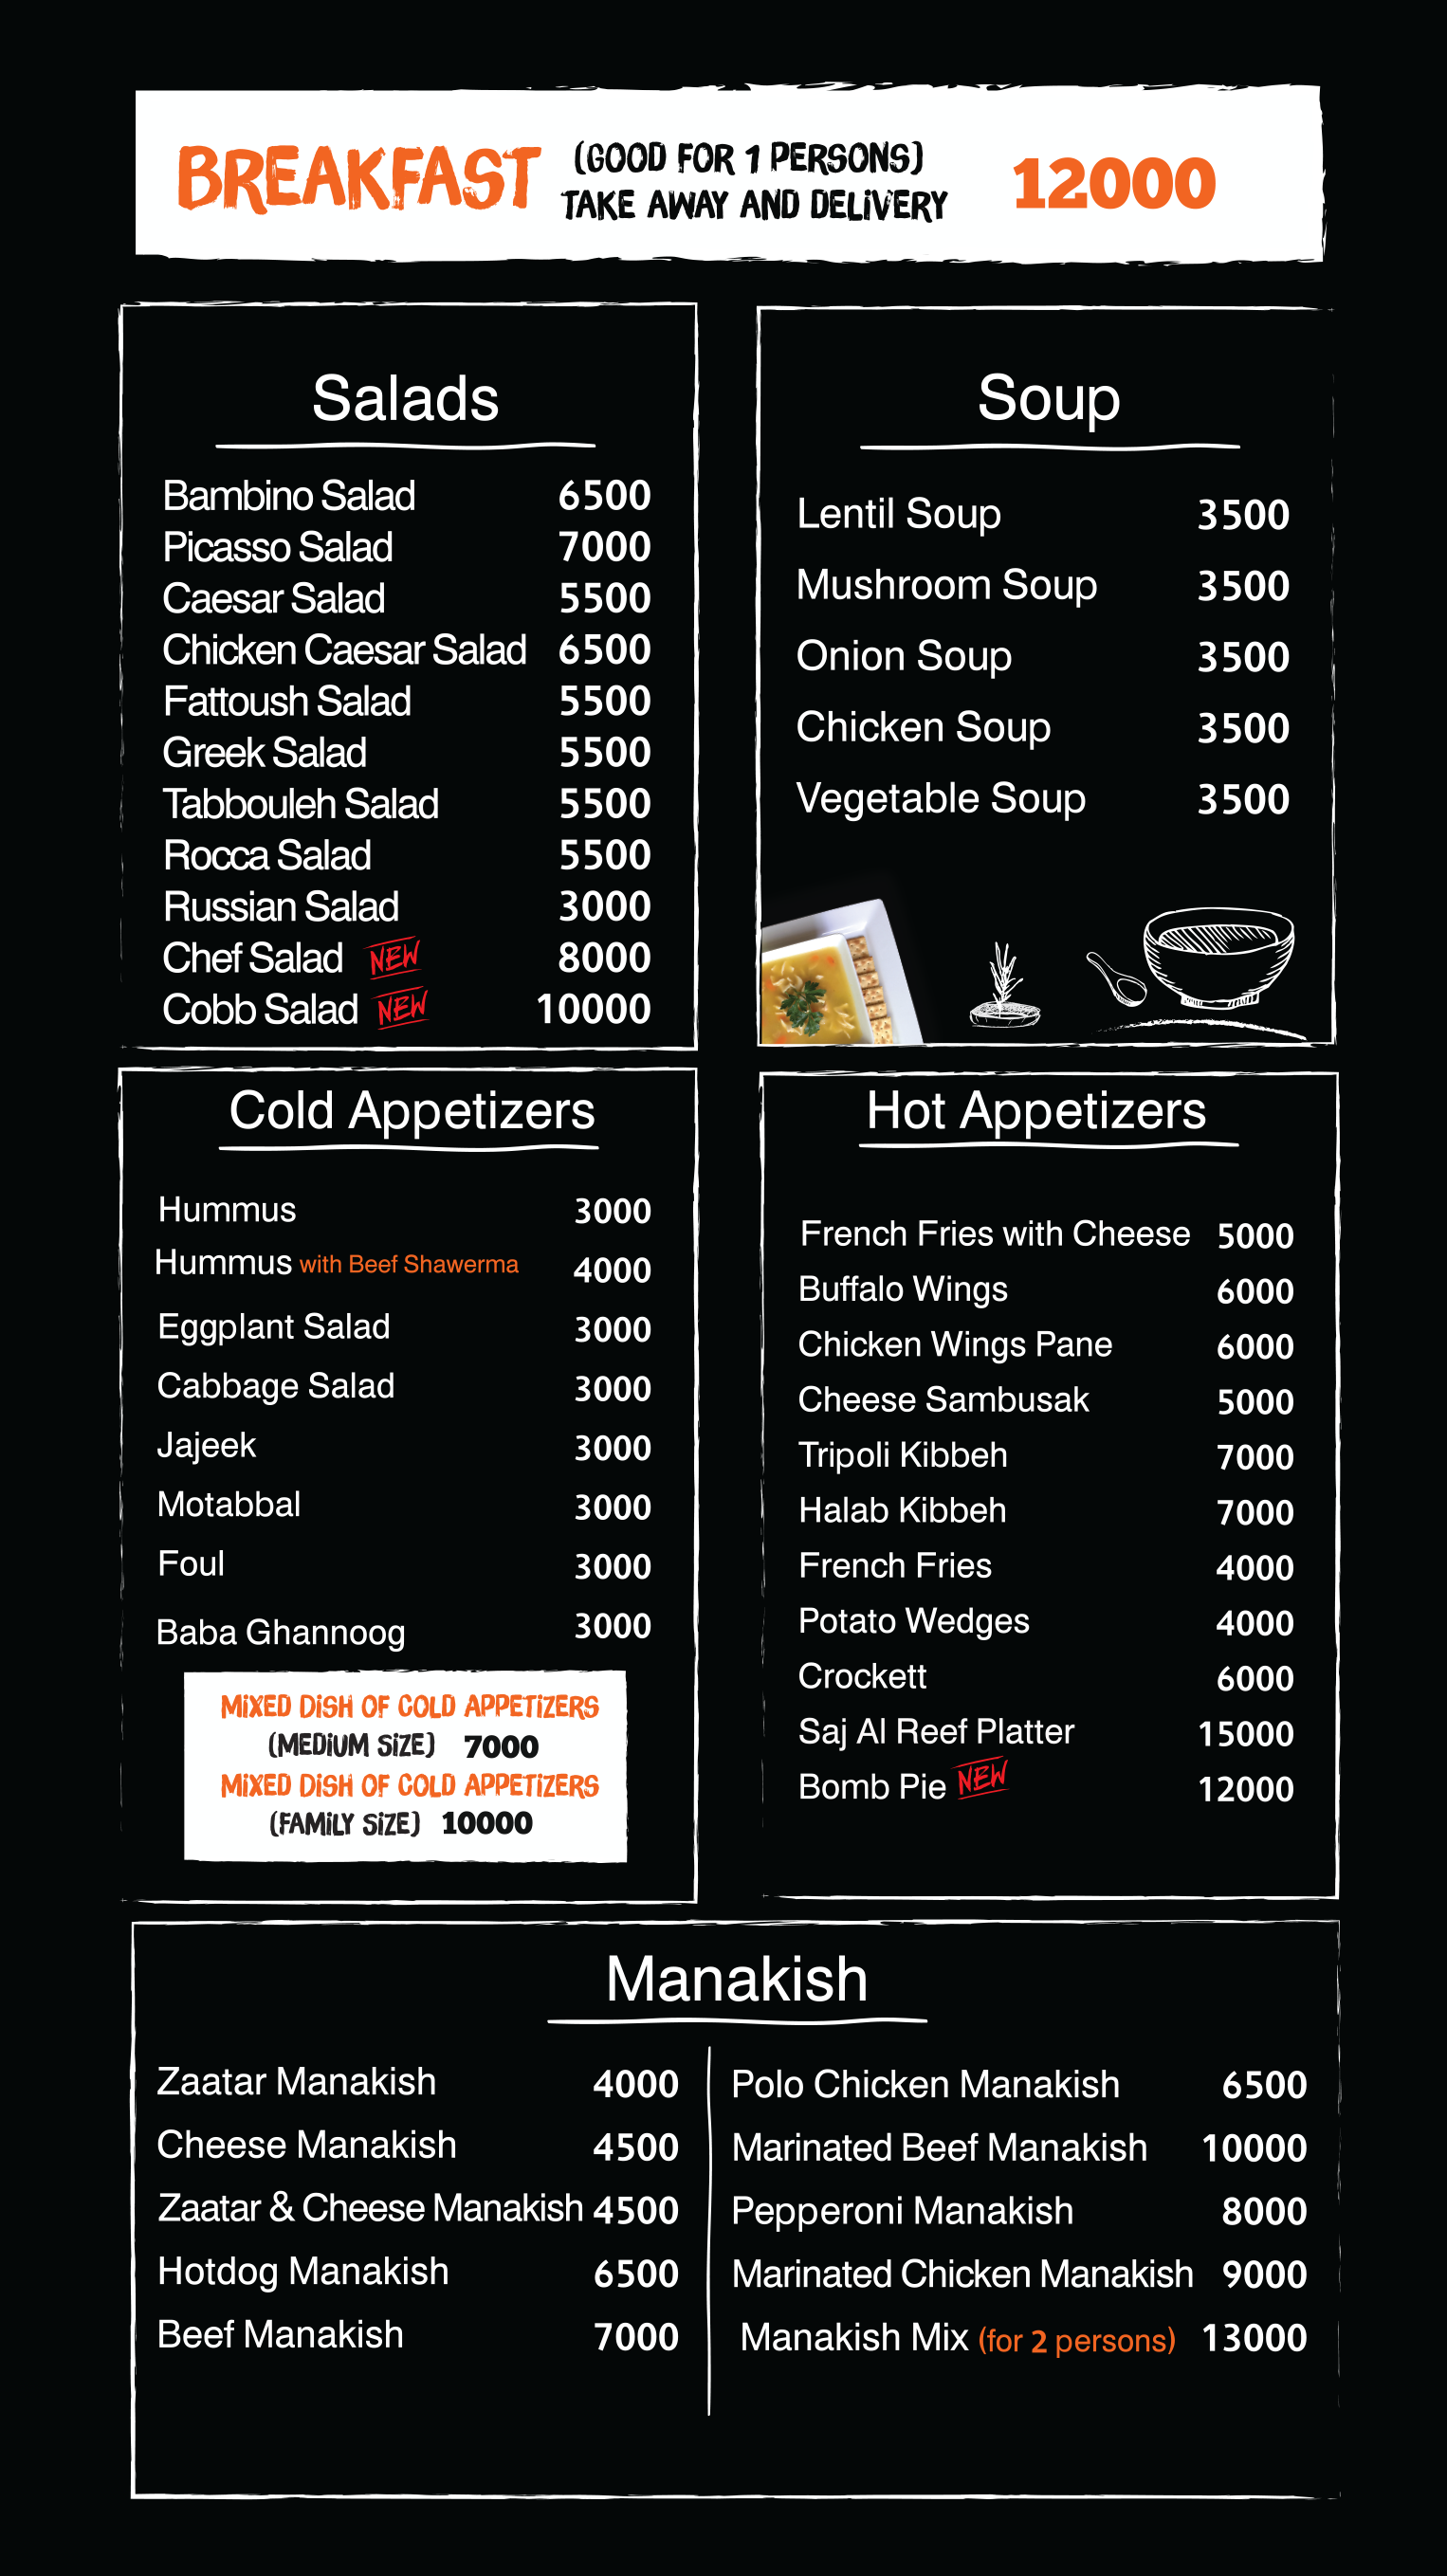 BREAKFAST
(GOOD FOR 1 PERSONS)
TAKE AWAY AND DELIVERY
12000
Salads
Bambino Salad 6500
Picasso Salad 7000
Caesar Salad 5500
Chicken Caesar Salad 6500
Fattoush Salad 5500
Greek Salad 5500
Tabbouleh Salad 5500
Rocca Salad 5500
Russian Salad 3000
Chef Salad NEW 8000
Cobb Salad NEW 10000
Soup
Lentil Soup 3500
Mushroom Soup 3500
Onion Soup 3500
Chicken Soup 3500
Vegetable Soup 3500
Cold Appetizers
Hummus 3000
Hummus with Beef Shawerma 4000
Eggplant Salad 3000
Cabbage Salad 3000
Jajeek 3000
Motabbal 3000
Foul 3000
Baba Ghannoog 3000
MIXED DISH OF COLD APPETIZERS
(MEDIUM SIZE) 7000
MIXED DISH OF COLD APPETIZERS
(FAMILY SIZE) 10000
Hot Appetizers
French Fries with Cheese 5000
Buffalo Wings 6000
Chicken Wings Pane 6000
Cheese Sambusak 5000
Tripoli Kibbeh 7000
Halab Kibbeh 7000
French Fries 4000
Potato Wedges 4000
Crockett 6000
Saj Al Reef Platter 15000
Bomb Pie NEW 12000
Manakish
Zaatar Manakish 4000
Cheese Manakish 4500
Zaatar & Cheese Manakish 4500
Hotdog Manakish 6500
Beef Manakish 7000
Polo Chicken Manakish 6500
Marinated Beef Manakish 10000
Pepperoni Manakish 8000
Marinated Chicken Manakish 9000
Manakish Mix (for 2 persons) 13000